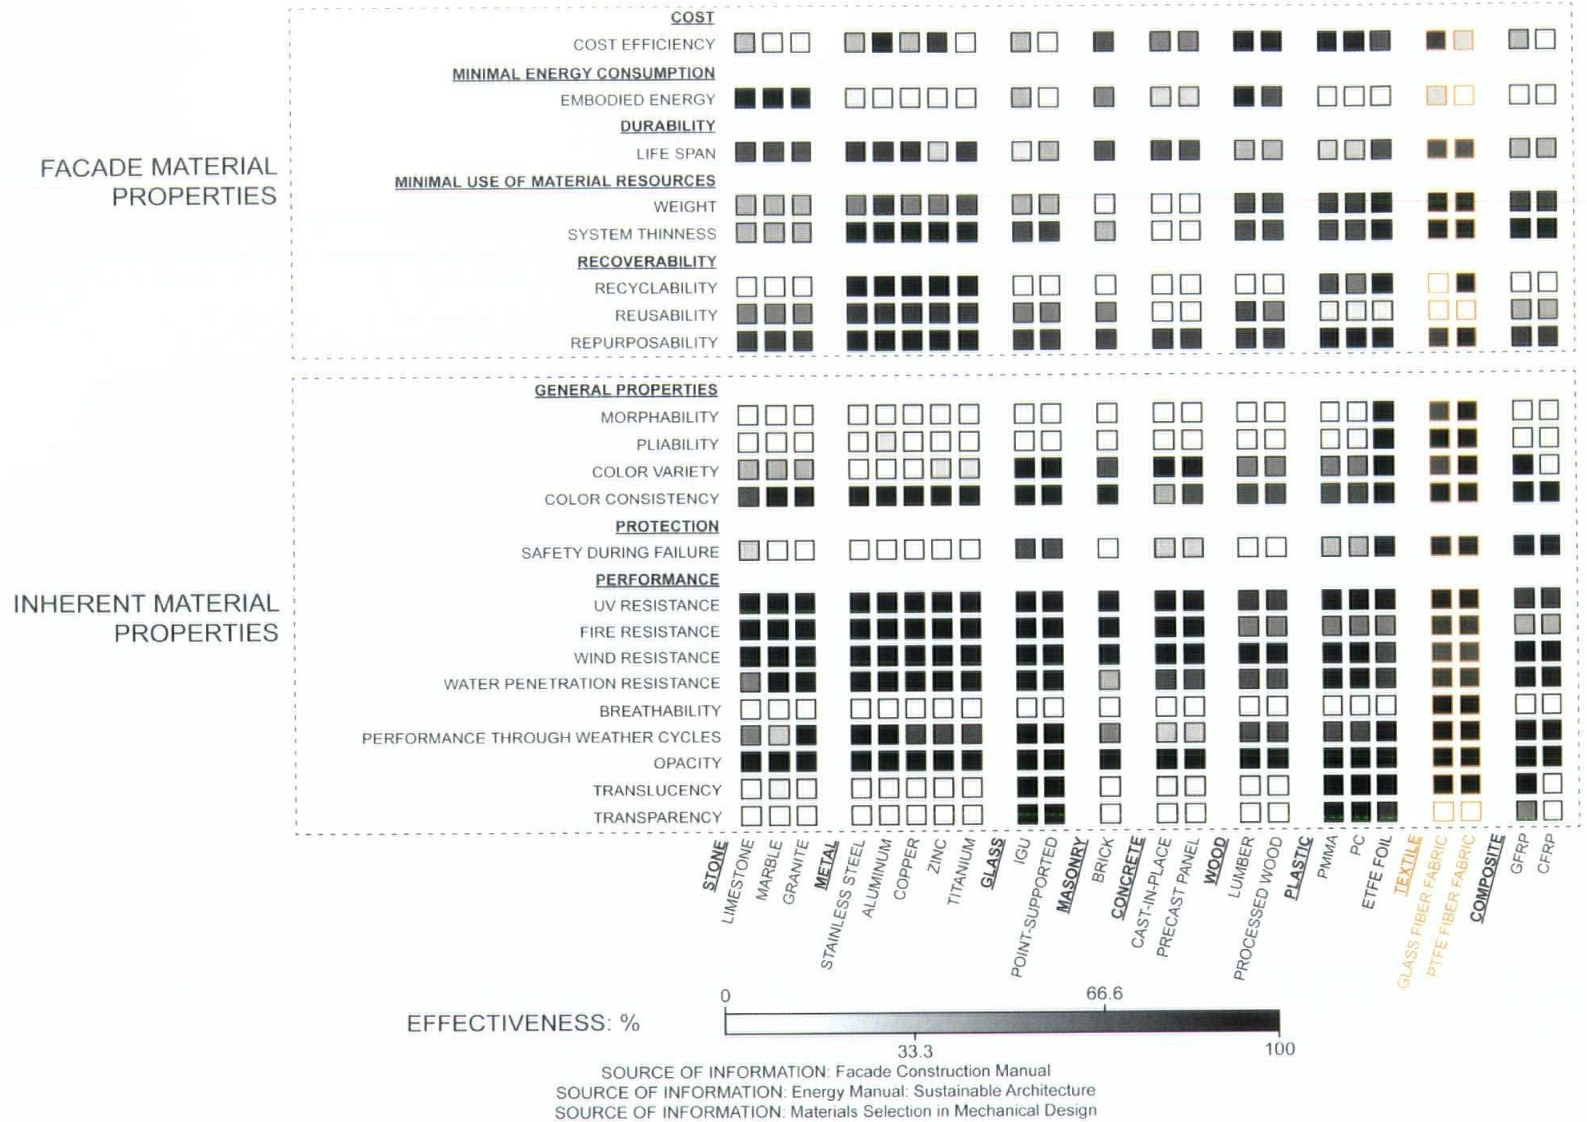 COST
COST EFFICIENCY
MINIMAL ENERGY CONSUMPTION
EMBODIED ENERGY
DURABILITY
LIFE SPAN
FACADE MATERIAL
PROPERTIES
MINIMAL USE OF MATERIAL RESOURCES
WEIGHT
SYSTEM THINNESS
RECOVERABILITY
RECYCLABILITY
REUSABILITY
REPURPOSABILITY
GENERAL PROPERTIES
MORPHABILITY
PLIABILITY
COLOR VARIETY
COLOR CONSISTENCY
PROTECTION
SAFETY DURING FAILURE
PERFORMANCE
INHERENT MATERIAL
PROPERTIES
UV RESISTANCE
FIRE RESISTANCE
WIND RESISTANCE
WATER PENETRATION RESISTANCE
BREATHABILITY
PERFORMANCE THROUGH WEATHER CYCLES
OPACITY
TRANSLUCENCY
TRANSPARENCY
STONE
LIMESTONE
MARBLE
GRANITE
METAL
STAINLESS STEEL
ALUMINUM
COPPER
ZINC
TITANIUM
GLASS
IGU
POINT-SUPPORTED
MASONRY
BRICK
CONCRETE
CAST-IN-PLACE
PRECAST PANEL
WOOD
LUMBER
PROCESSED WOOD
PLASTIC
PMMA
PC
ETFE FOIL
TEXTILE
GLASS FIBER FABRIC
PTFE FIBER FABRIC
COMPOSITE
GFRP
CFRP
0
66.6
EFFECTIVENESS: %
33.3
100
SOURCE OF INFORMATION: Facade Construction Manual
SOURCE OF INFORMATION: Energy Manual: Sustainable Architecture
SOURCE OF INFORMATION: Materials Selection in Mechanical Design